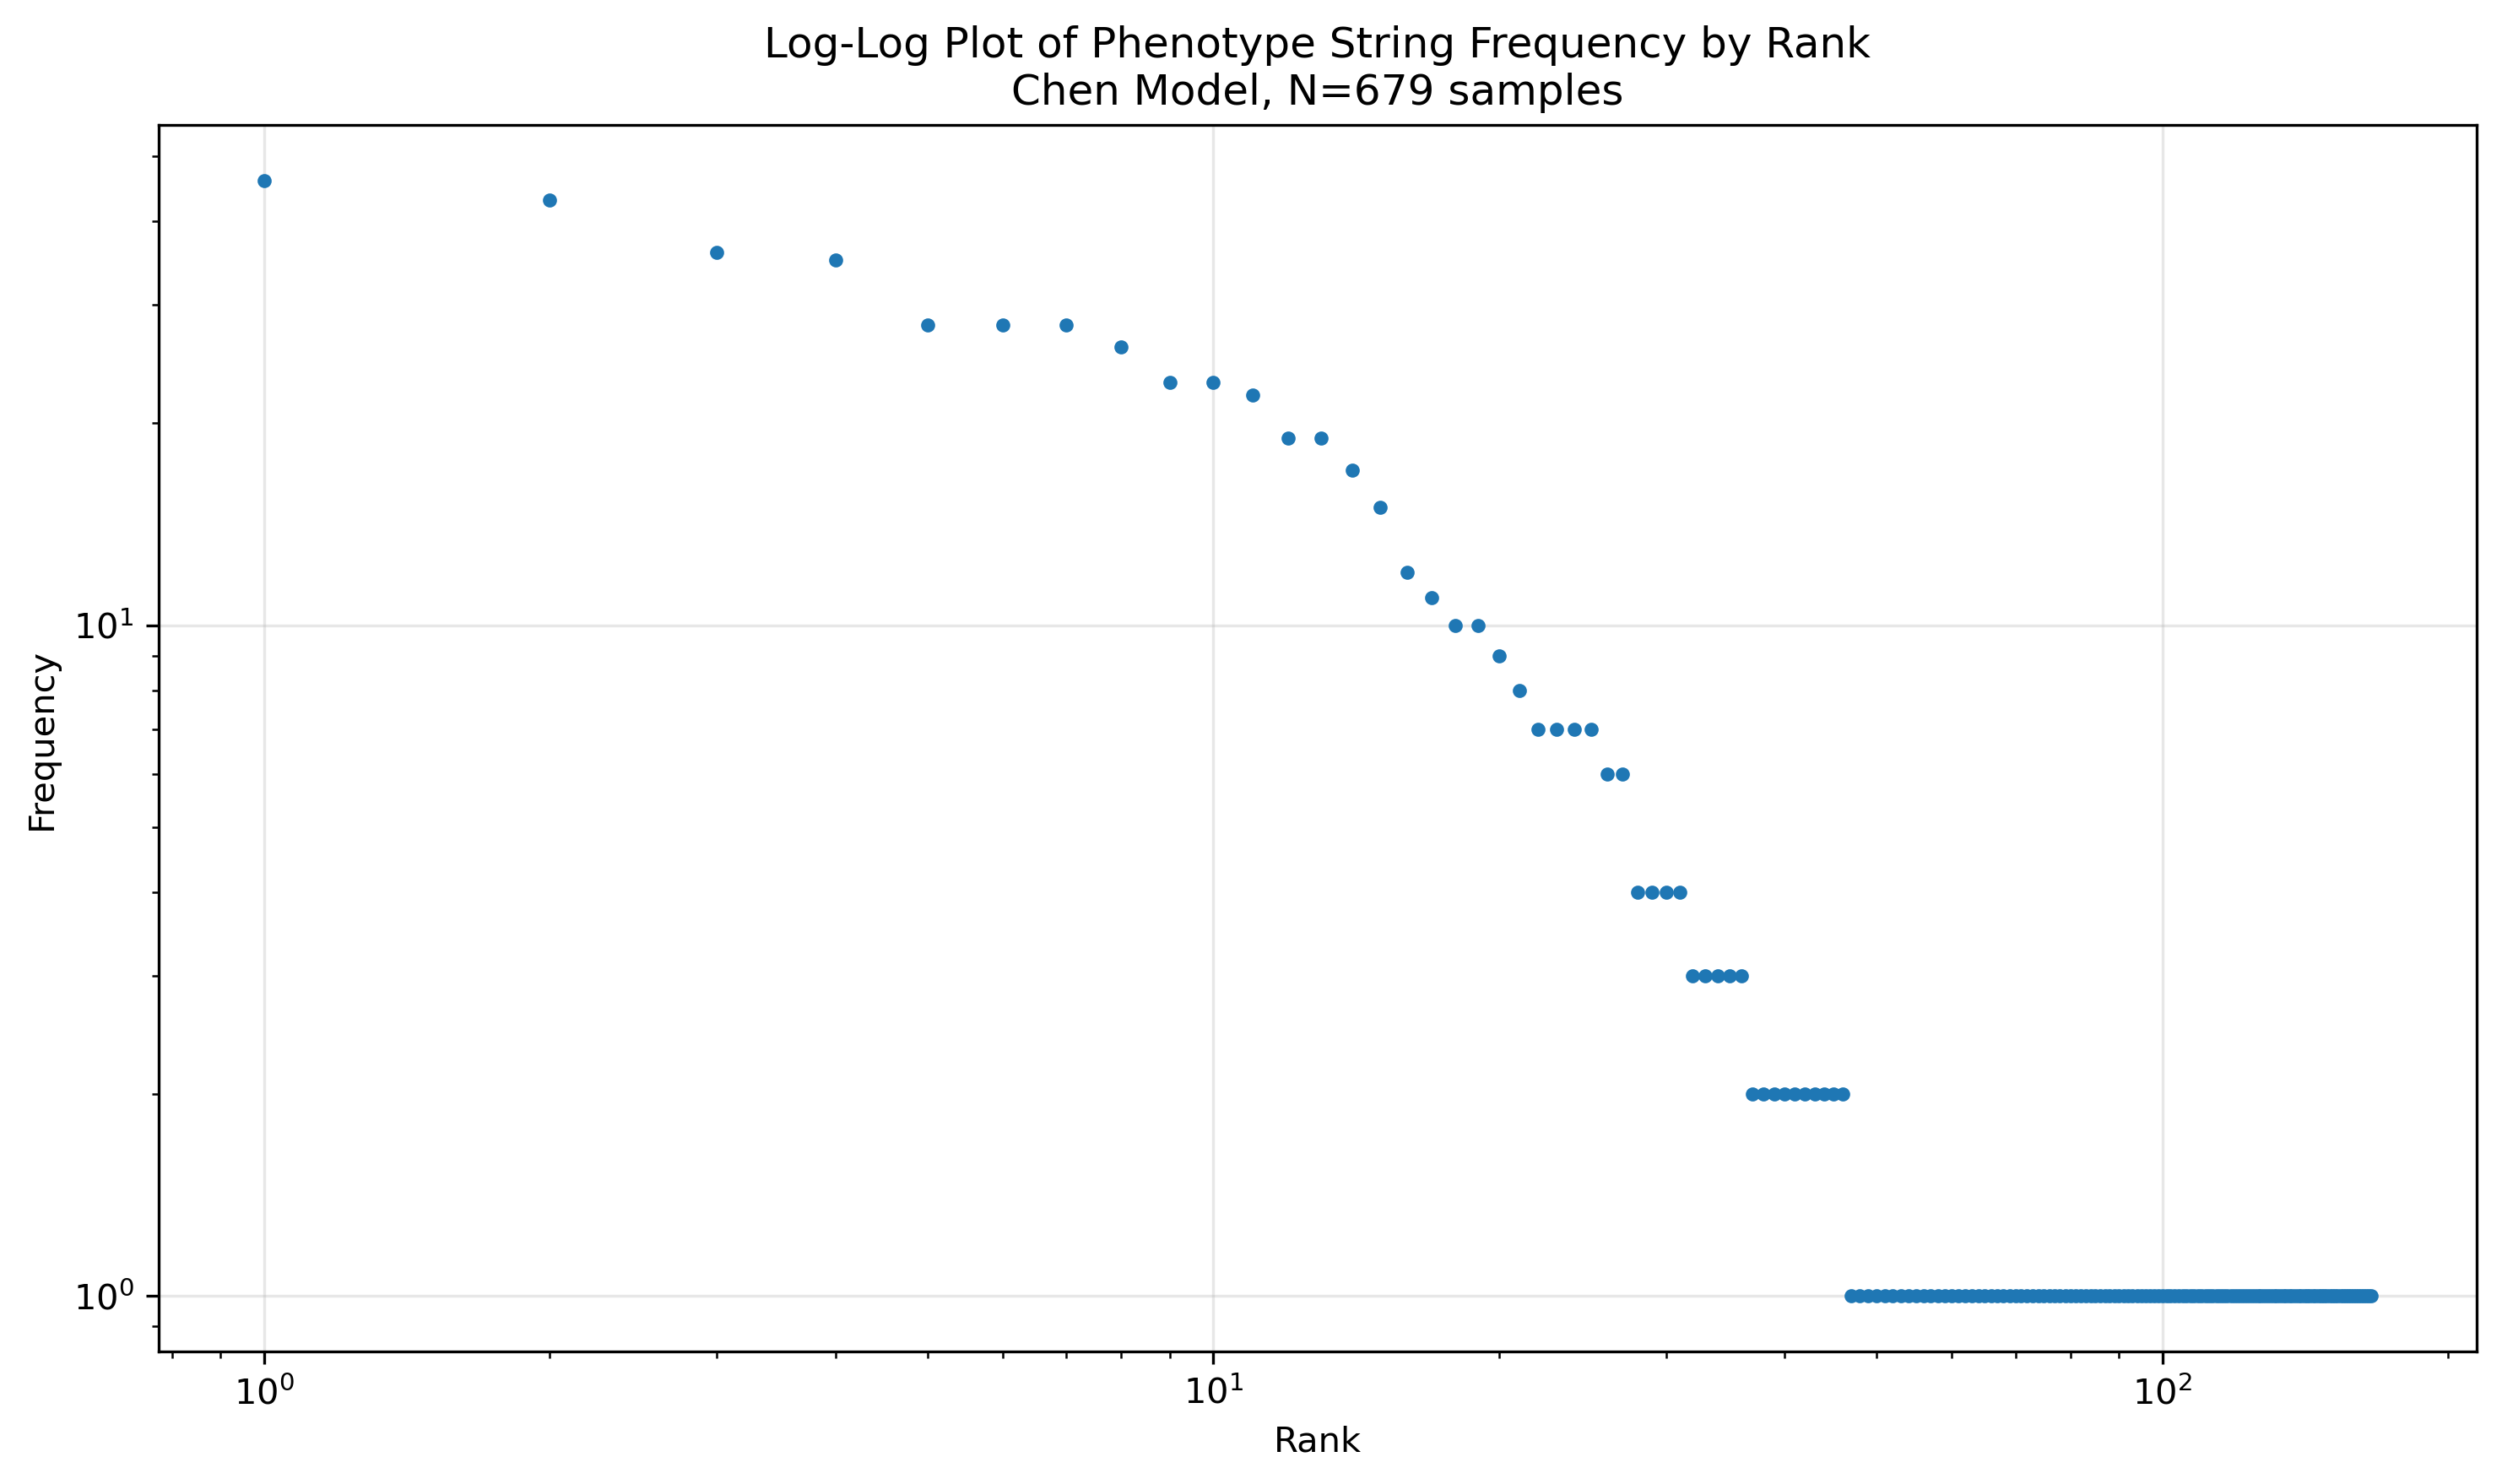 Log-Log Plot of Phenotype String Frequency by Rank
Chen Model, N=679 samples
Frequency
10¹
10⁰
10⁰
10¹
10²
Rank